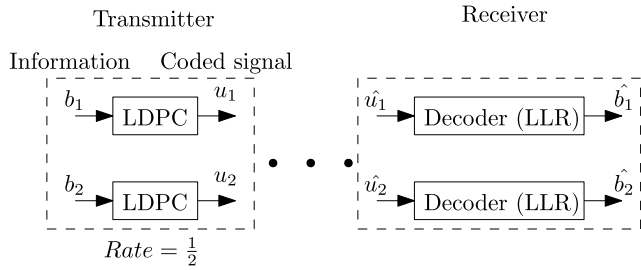 Transmitter
Receiver
Information Coded signal
b₁ LDPC u₁
û₁ Decoder (LLR) b̂₁
b₂ LDPC u₂
û₂ Decoder (LLR) b̂₂
Rate = 1/2